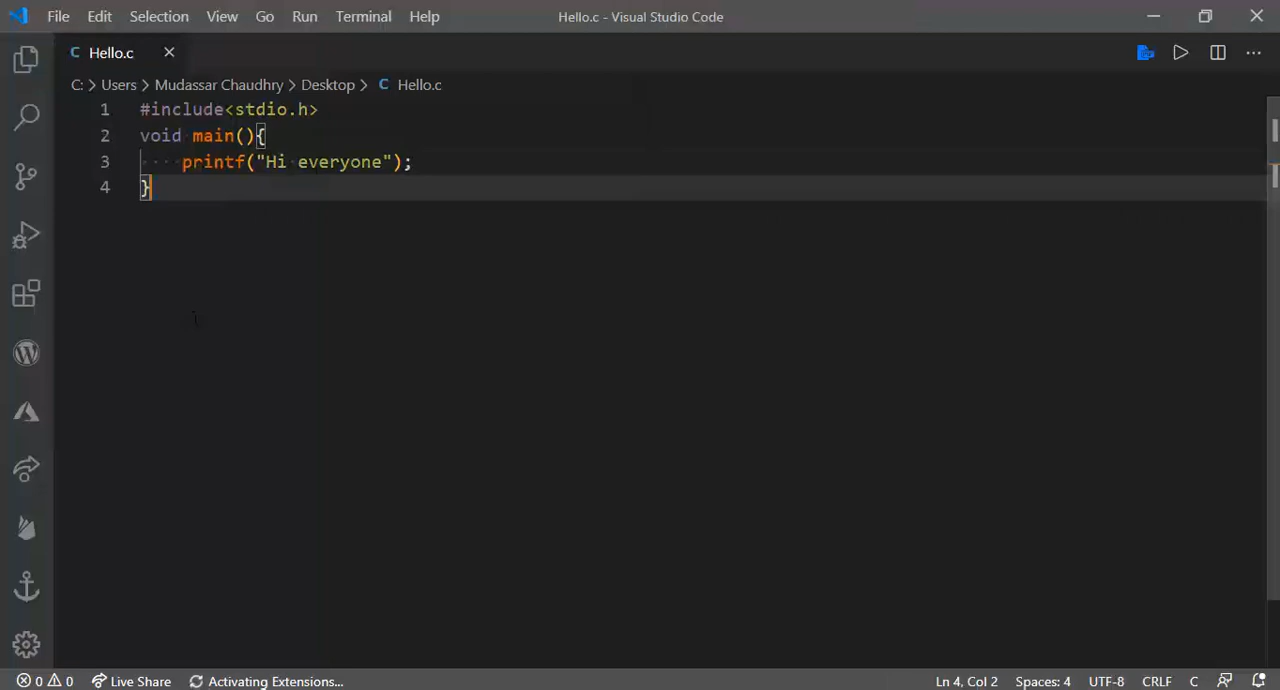 File Edit Selection View Go Run Terminal Help Hello.c - Visual Studio Code
C Hello.c
C: > Users > Mudassar Chaudhry > Desktop > C Hello.c
1 #include<stdio.h>
2 void main(){
3 ····printf("Hi·everyone");
4 }
0 0 Live Share Activating Extensions... Ln 4, Col 2 Spaces: 4 UTF-8 CRLF C